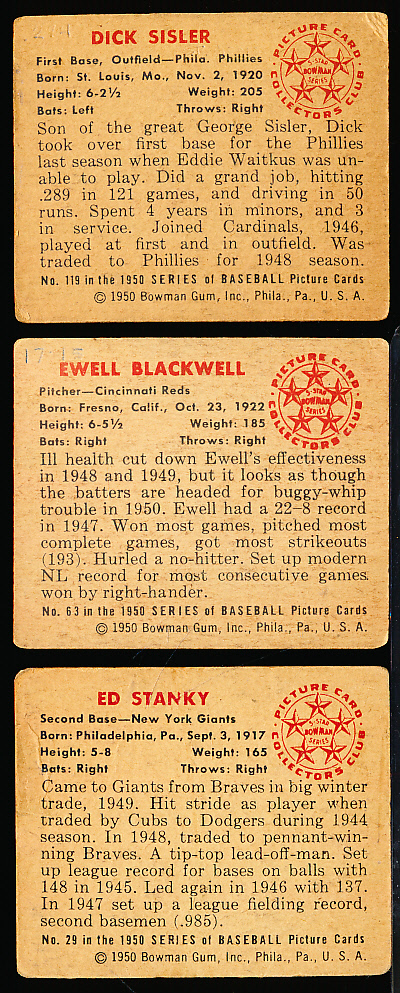 DICK SISLER
First Base, Outfield—Phila. Phillies
Born: St. Louis, Mo., Nov. 2, 1920
Height: 6-2½ Weight: 205
Bats: Left Throws: Right
PICTURE CARD
COLLECTORS CLUB
5-STAR
BOWMAN
SERIES
Son of the great George Sisler, Dick
took over first base for the Phillies
last season when Eddie Waitkus was un-
able to play. Did a grand job, hitting
.289 in 121 games, and driving in 50
runs. Spent 4 years in minors, and 3
in service. Joined Cardinals, 1946,
played at first and in outfield. Was
traded to Phillies for 1948 season.
No. 119 in the 1950 SERIES of BASEBALL Picture Cards
© 1950 Bowman Gum, Inc., Phila., Pa., U. S. A.
EWELL BLACKWELL
Pitcher—Cincinnati Reds
Born: Fresno, Calif., Oct. 23, 1922
Height: 6-5½ Weight: 185
Bats: Right Throws: Right
PICTURE CARD
COLLECTORS CLUB
5-STAR
BOWMAN
SERIES
Ill health cut down Ewell's effectiveness
in 1948 and 1949, but it looks as though
the batters are headed for buggy-whip
trouble in 1950. Ewell had a 22-8 record
in 1947. Won most games, pitched most
complete games, got most strikeouts
(193). Hurled a no-hitter. Set up modern
NL record for most consecutive games
won by right-hander.
No. 63 in the 1950 SERIES of BASEBALL Picture Cards
© 1950 Bowman Gum, Inc., Phila., Pa., U. S. A.
ED STANKY
Second Base—New York Giants
Born: Philadelphia, Pa., Sept. 3, 1917
Height: 5-8 Weight: 165
Bats: Right Throws: Right
PICTURE CARD
COLLECTORS CLUB
5-STAR
BOWMAN
SERIES
Came to Giants from Braves in big winter
trade, 1949. Hit stride as player when
traded by Cubs to Dodgers during 1944
season. In 1948, traded to pennant-win-
ning Braves. A tip-top lead-off-man. Set
up league record for bases on balls with
148 in 1945. Led again in 1946 with 137.
In 1947 set up a league fielding record,
second basemen (.985).
No. 29 in the 1950 SERIES of BASEBALL Picture Cards
© 1950 Bowman Gum, Inc., Phila., Pa., U. S. A.